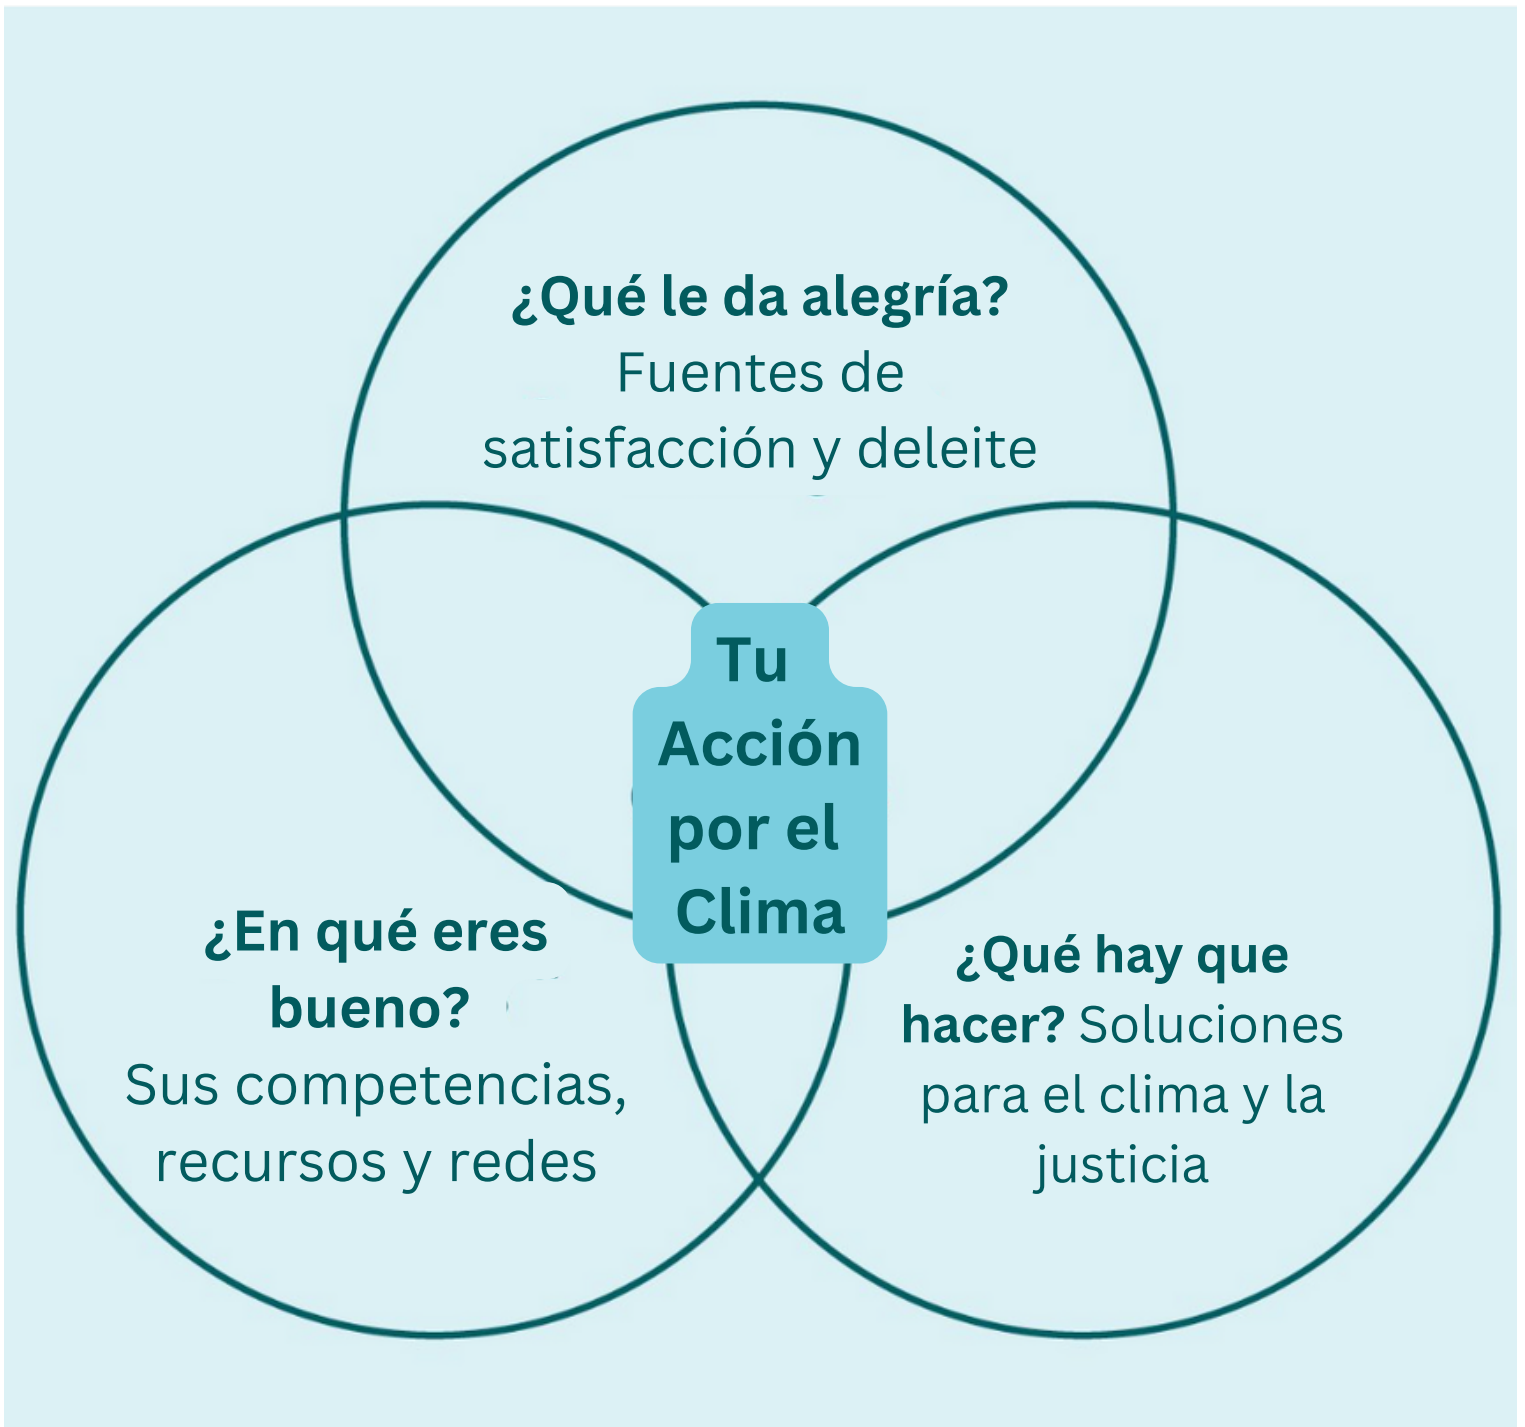 ¿Qué le da alegría?
Fuentes de
satisfacción y deleite
Tu
Acción
por el
Clima
¿En qué eres
bueno?
Sus competencias,
recursos y redes
¿Qué hay que
hacer? Soluciones
para el clima y la
justicia